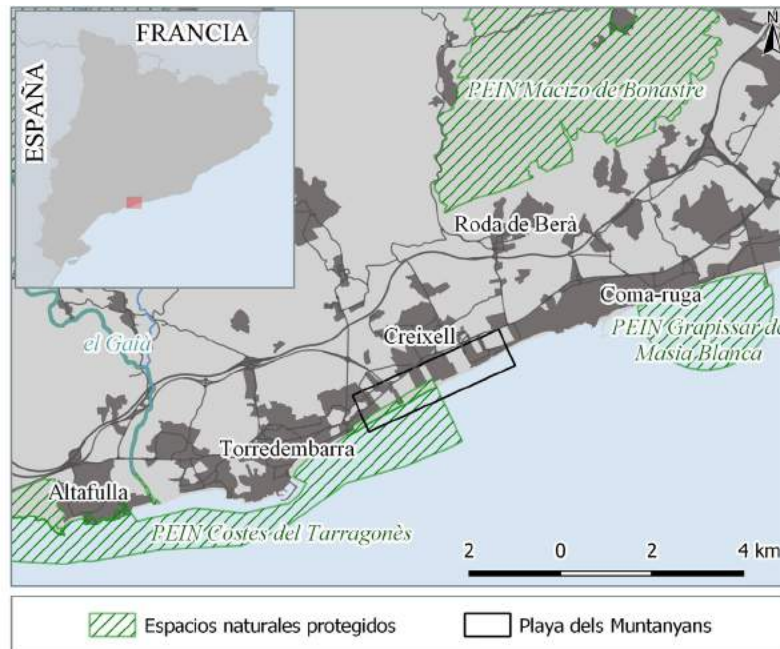 FRANCIA
ESPAÑA
N
PEIN Macizo de Bonastre
Roda de Berà
Coma-ruga
PEIN Grapissar de
Masia Blanca
Creixell
el Gaià
Torredembarra
Altafulla
PEIN Costes del Tarragonès
2 0 2 4 km
Espacios naturales protegidos
Playa dels Muntanyans